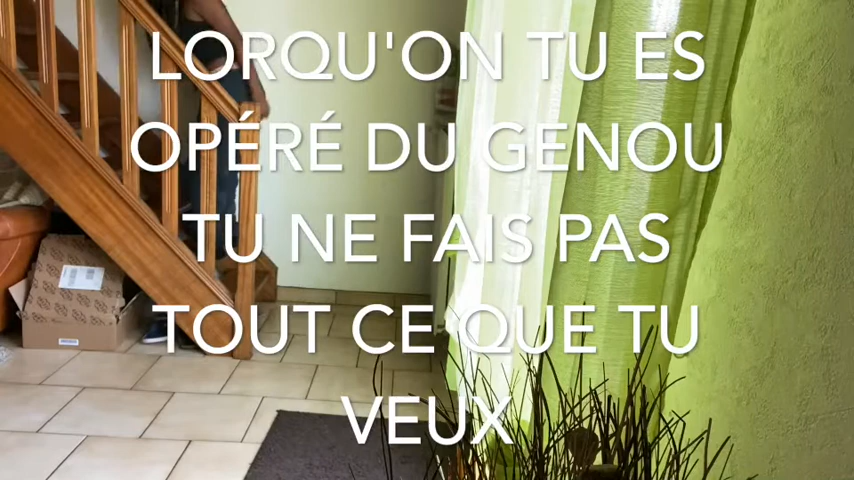 LORQU'ON TU ES
OPÉRÉ DU GENOU
TU NE FAIS PAS
TOUT CE QUE TU
VEUX